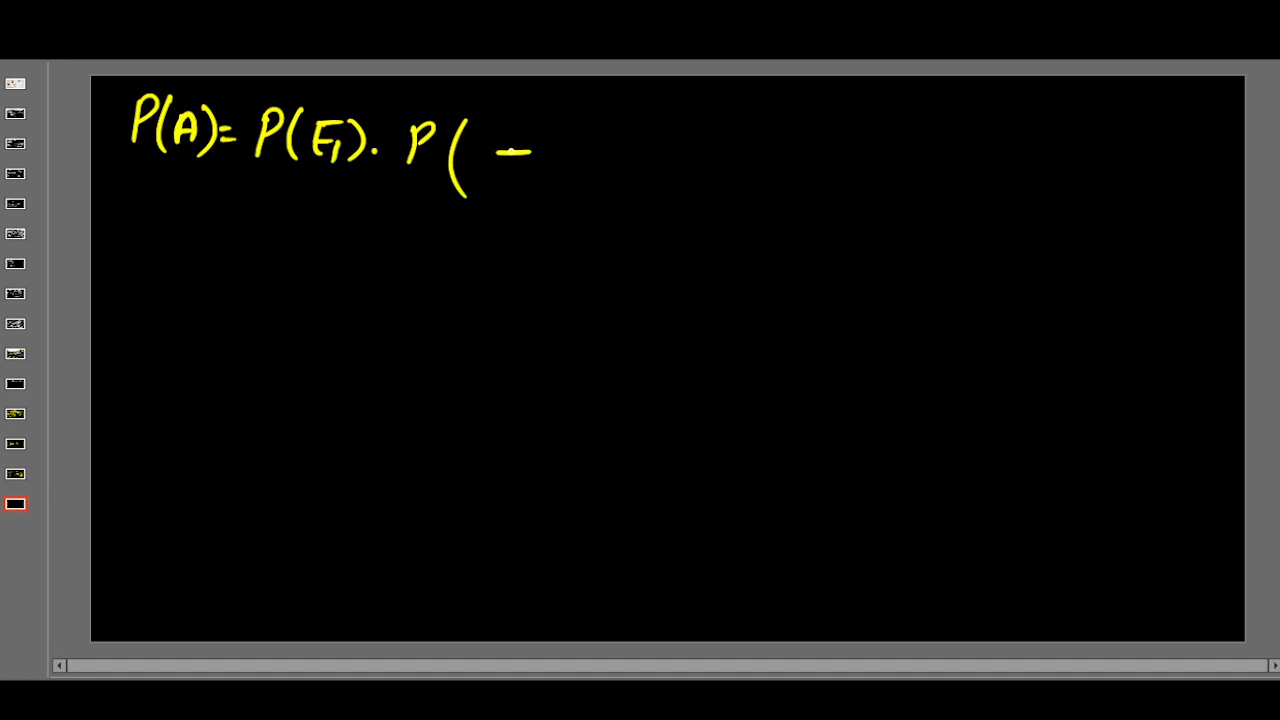 P(A)= P(E₁). P( —